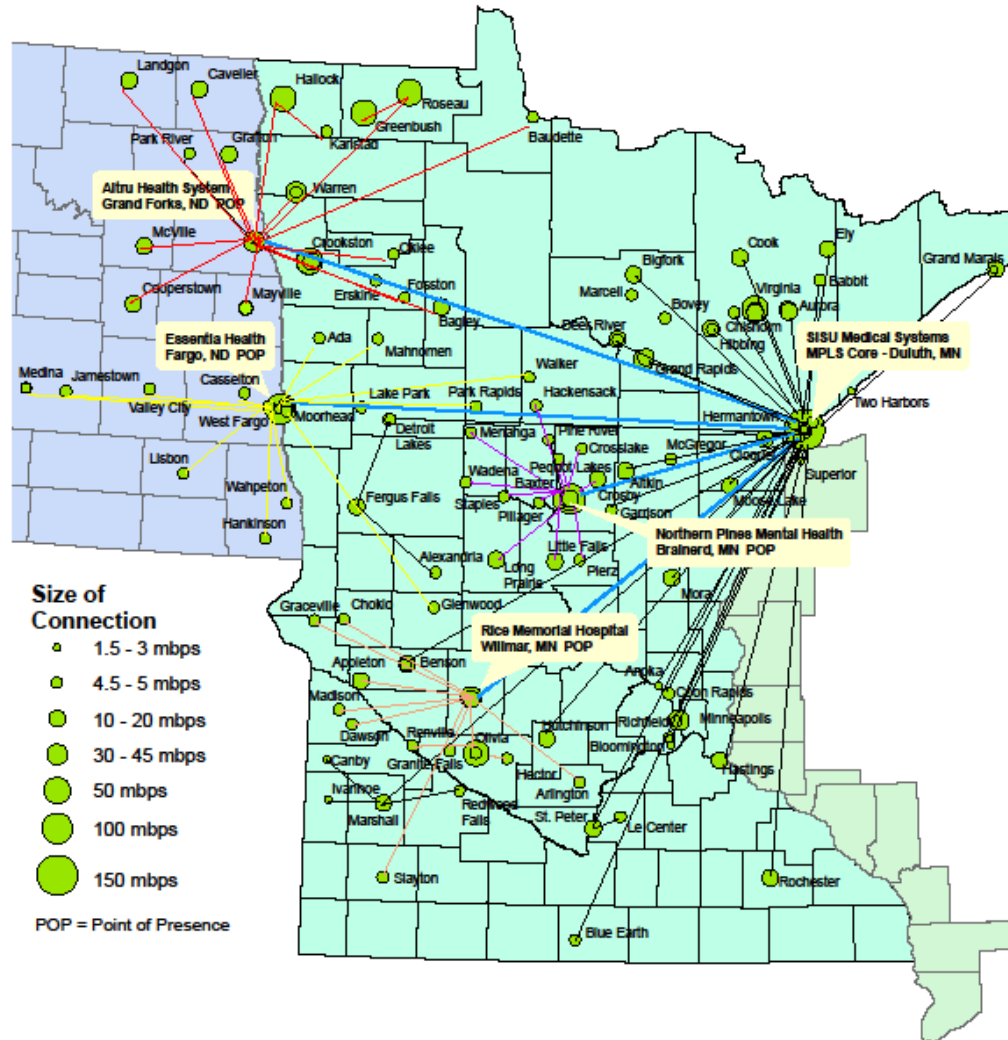 Landgon
Cavelier
Hallock
Roseau
Greenbush
Karlstad
Baudette
Park River
Grafton
Warren
Altru Health System
Grand Forks, ND POP
McVille
Crookston
Oklee
Ely
Cook
Grand Marais
Bigfork
Babbit
Cooperstown
Mayville
Erskine
Fosston
Bagley
Marcell
Bovey
Virginia
Aurora
Chisholm
Hibbing
Deer River
Grand Rapids
SISU Medical Systems
MPLS Core - Duluth, MN
Essentia Health
Fargo, ND POP
Ada
Mahnomen
Walker
Medina
Jamestown
Valley City
Casselton
West Fargo
Moorhead
Lake Park
Park Rapids
Hackensack
Two Harbors
Hermantown
Detroit
Lakes
Menahga
Pine River
Crosslake
McGregor
Cloquet
Superior
Lisbon
Wadena
Pequot Lakes
Baxter
Aitkin
Wahpeton
Fergus Falls
Staples
Pillager
Crosby
Garrison
Moose Lake
Hankinson
Northern Pines Mental Health
Brainerd, MN POP
Alexandria
Long
Prairie
Little Falls
Pierz
Mora
Size of
Connection
1.5 - 3 mbps
4.5 - 5 mbps
10 - 20 mbps
30 - 45 mbps
50 mbps
100 mbps
150 mbps
POP = Point of Presence
Graceville
Chokio
Glenwood
Rice Memorial Hospital
Willmar, MN POP
Appleton
Benson
Madison
Dawson
Anoka
Coon Rapids
Richfield
Minneapolis
Bloomington
Hutchinson
Renville
Olivia
Canby
Granite Falls
Hector
Hastings
Ivanhoe
Marshall
Redwood
Falls
Arlington
St. Peter
Le Center
Slayton
Rochester
Blue Earth